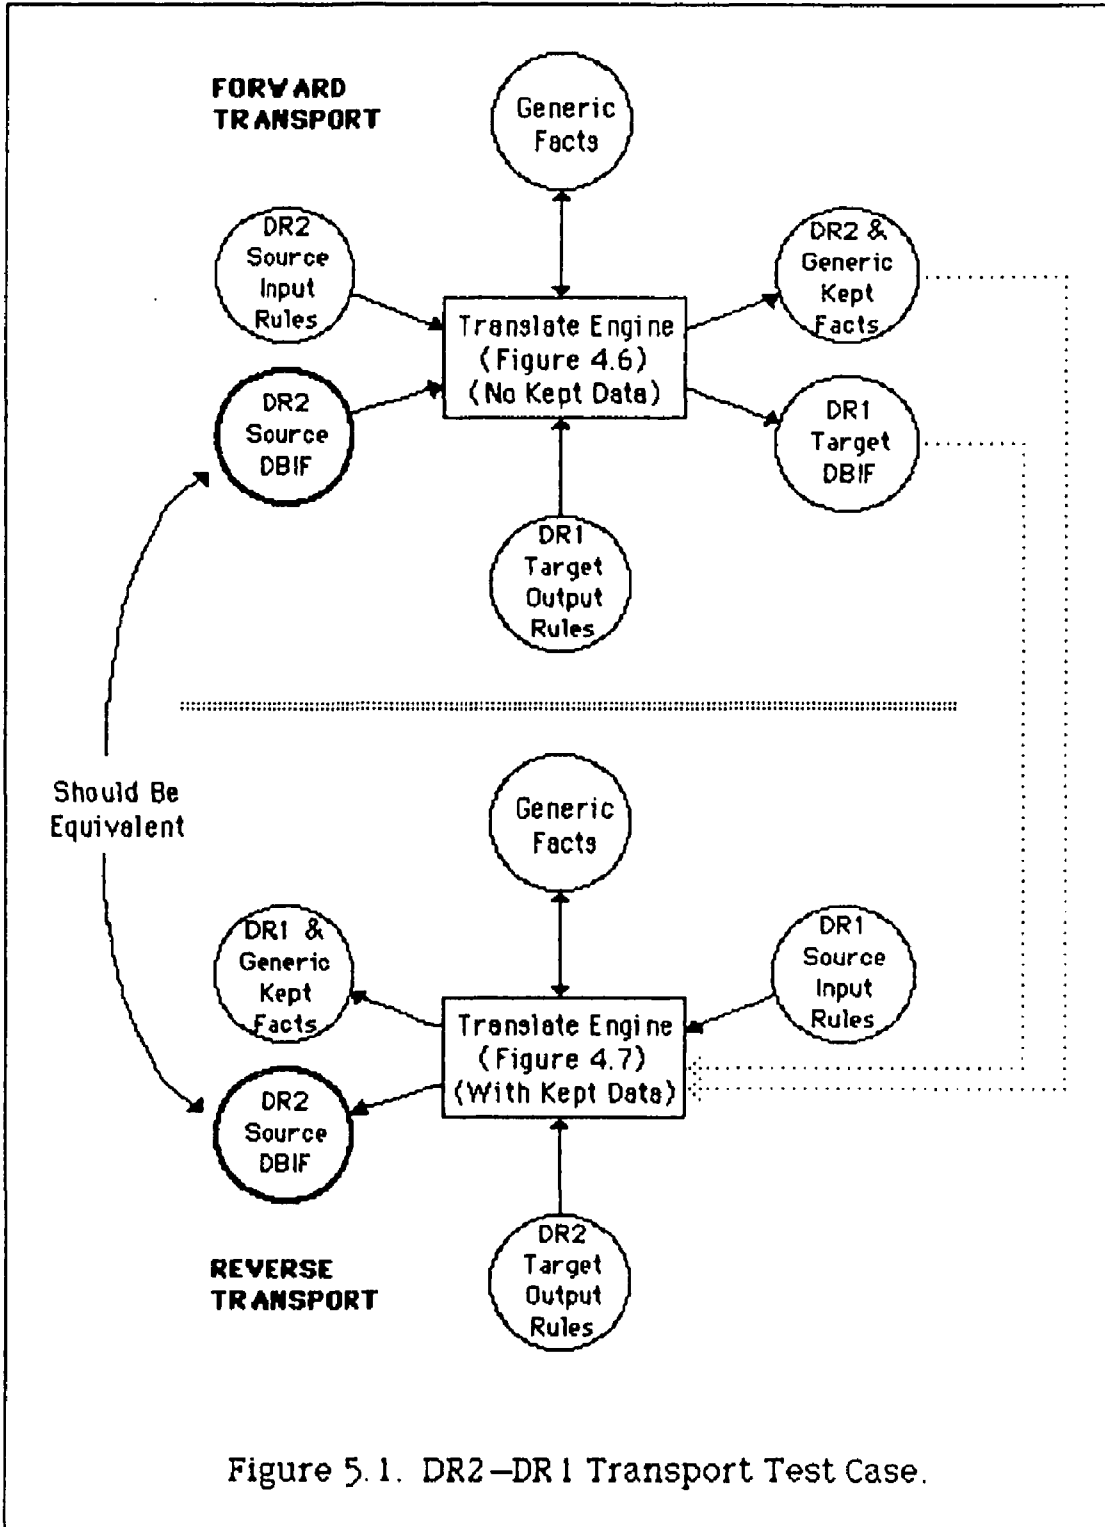 FORWARD
TRANSPORT
Generic
Facts
DR2
Source
Input
Rules
DR2 &
Generic
Kept
Facts
Translate Engine
(Figure 4.6)
(No Kept Data)
DR2
Source
DBIF
DR1
Target
DBIF
DR1
Target
Output
Rules
Should Be
Equivalent
Generic
Facts
DR1 &
Generic
Kept
Facts
DR1
Source
Input
Rules
Translate Engine
(Figure 4.7)
(With Kept Data)
DR2
Source
DBIF
DR2
Target
Output
Rules
REVERSE
TRANSPORT
Figure 5.1. DR2–DR1 Transport Test Case.